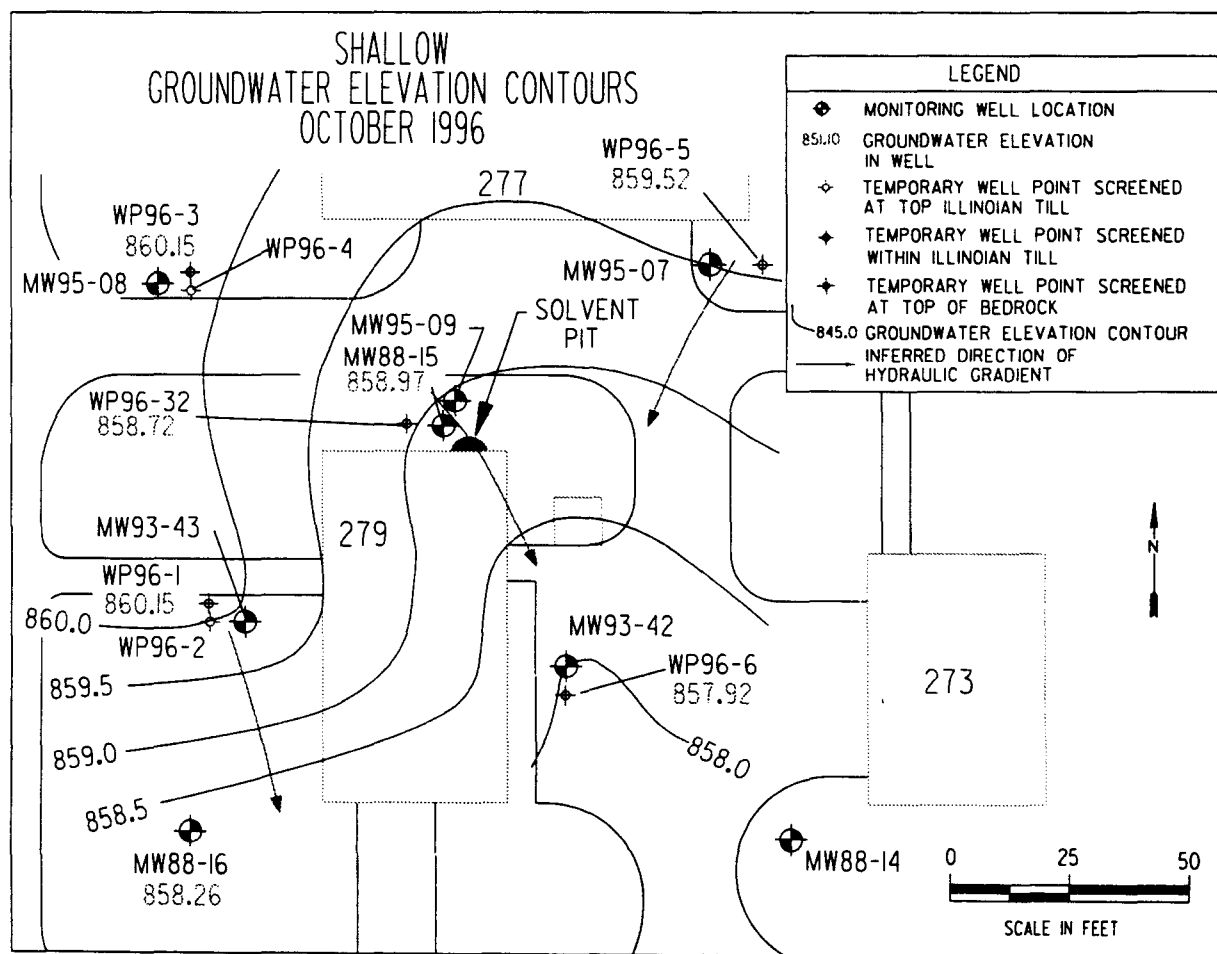 SHALLOW
GROUNDWATER ELEVATION CONTOURS
OCTOBER 1996
LEGEND
MONITORING WELL LOCATION
851.10 GROUNDWATER ELEVATION
IN WELL
TEMPORARY WELL POINT SCREENED
AT TOP ILLINOIAN TILL
TEMPORARY WELL POINT SCREENED
WITHIN ILLINOIAN TILL
TEMPORARY WELL POINT SCREENED
AT TOP OF BEDROCK
845.0 GROUNDWATER ELEVATION CONTOUR
INFERRED DIRECTION OF
HYDRAULIC GRADIENT
WP96-5
859.52
277
WP96-3
860.15
WP96-4
MW95-08
MW95-07
SOLVENT
PIT
MW95-09
MW88-15
858.97
WP96-32
858.72
MW93-43
279
WP96-1
860.15
860.0
WP96-2
N
MW93-42
WP96-6
857.92
273
859.5
859.0
858.0
858.5
MW88-16
858.26
MW88-14
0 25 50
SCALE IN FEET